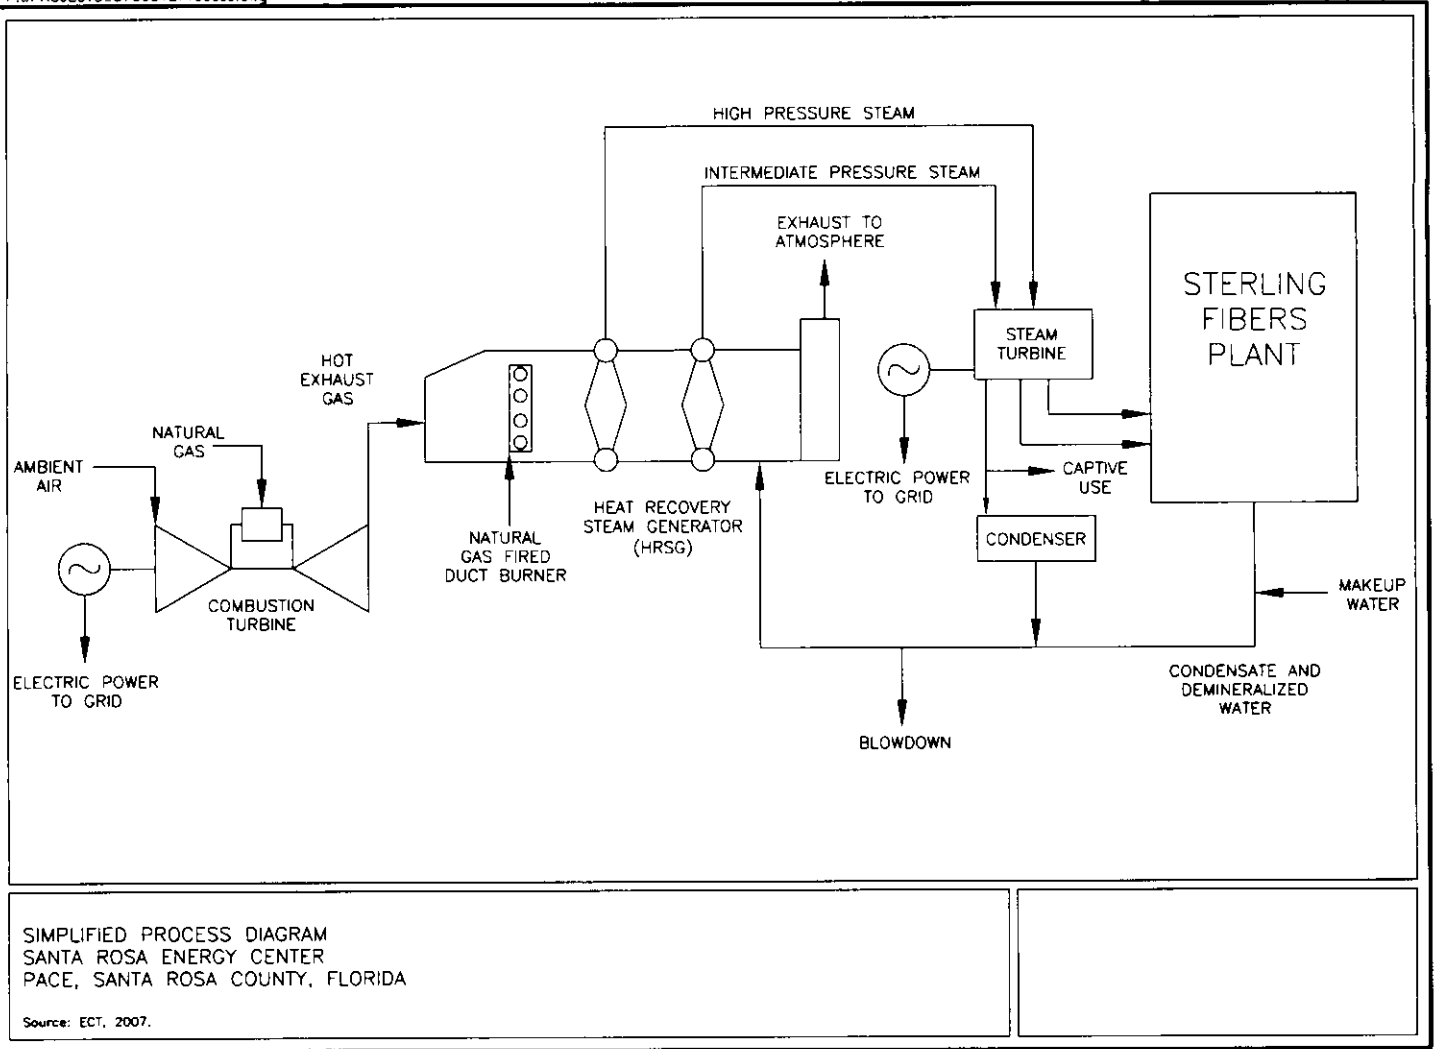 HIGH PRESSURE STEAM
INTERMEDIATE PRESSURE STEAM
EXHAUST TO
ATMOSPHERE
STERLING
FIBERS
PLANT
STEAM
TURBINE
HOT
EXHAUST
GAS
NATURAL
GAS
AMBIENT
AIR
ELECTRIC POWER
TO GRID
CAPTIVE
USE
HEAT RECOVERY
STEAM GENERATOR
(HRSG)
NATURAL
GAS FIRED
DUCT BURNER
CONDENSER
COMBUSTION
TURBINE
MAKEUP
WATER
ELECTRIC POWER
TO GRID
CONDENSATE AND
DEMINERALIZED
WATER
BLOWDOWN
SIMPLIFIED PROCESS DIAGRAM
SANTA ROSA ENERGY CENTER
PACE, SANTA ROSA COUNTY, FLORIDA
Source: ECT, 2007.